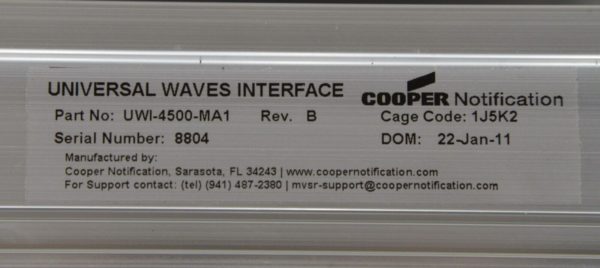 UNIVERSAL WAVES INTERFACE
COOPER Notification
Part No: UWI-4500-MA1 Rev. B Cage Code: 1J5K2
Serial Number: 8804 DOM: 22-Jan-11
Manufactured by:
Cooper Notification, Sarasota, FL 34243 | www.coopernotification.com
For Support contact: (tel) (941) 487-2380 | mvsr-support@coopernotification.com